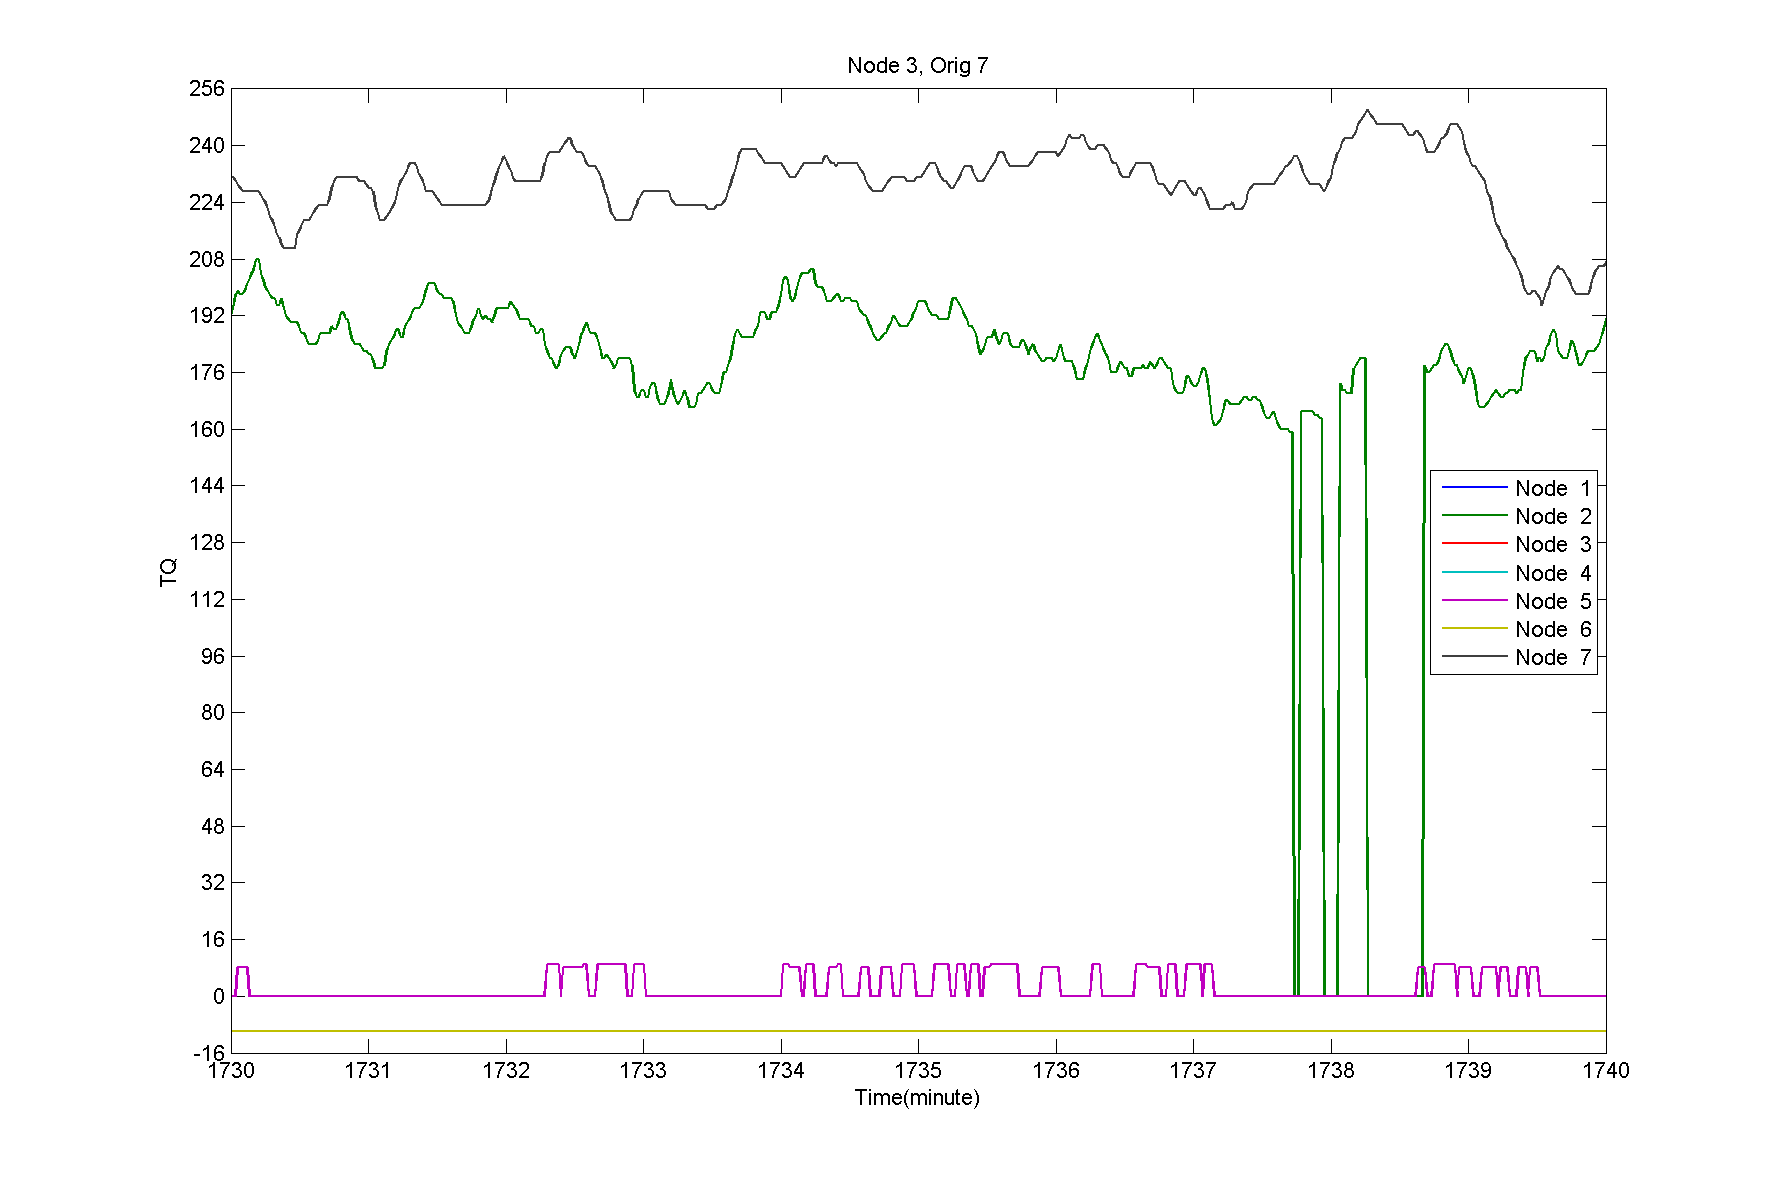 Node 3, Orig 7
256
240
224
208
192
176
160
144
128
112
96
80
64
48
32
16
0
-16
TQ
Node 1
Node 2
Node 3
Node 4
Node 5
Node 6
Node 7
1730 1731 1732 1733 1734 1735 1736 1737 1738 1739 1740
Time(minute)